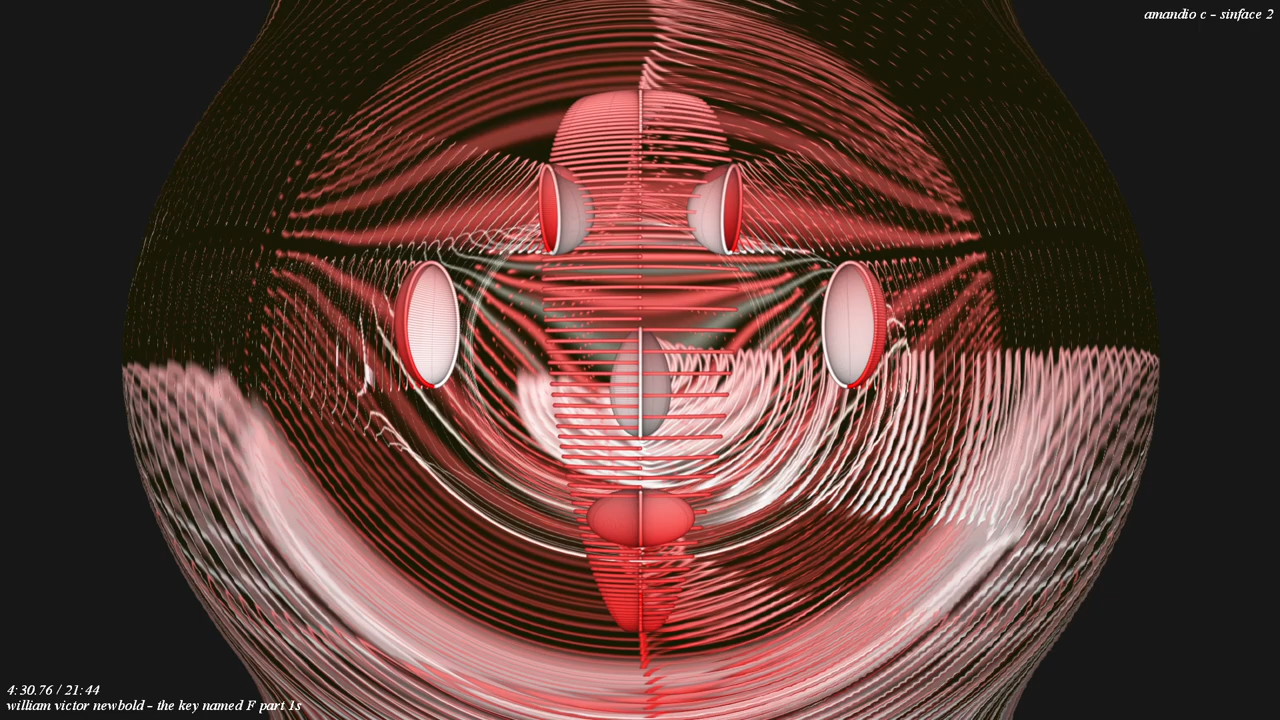 amandio c - sinface 2
4:30.76 / 21:44
william victor newbold - the key named F part 1s